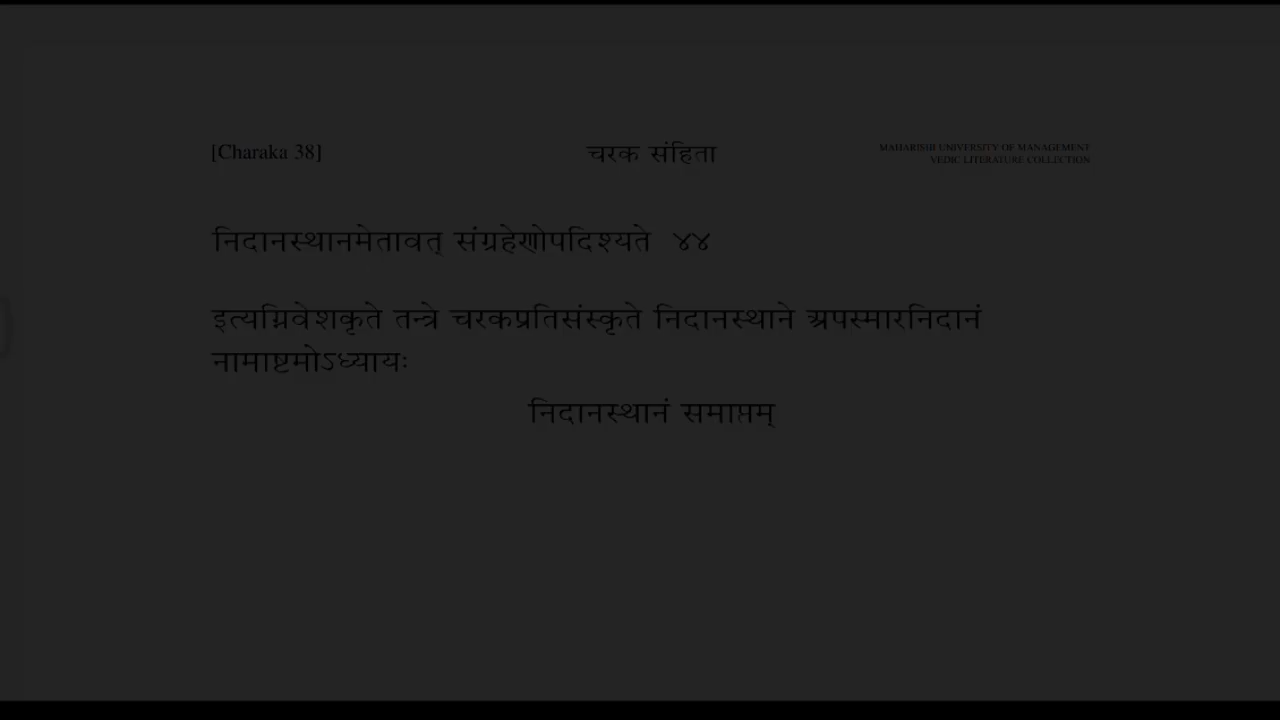 [Charaka 38] चरक संहिता MAHARISHI UNIVERSITY OF MANAGEMENT
VEDIC LITERATURE COLLECTION
निदानस्थानमेतावत् संग्रहेणोपदिश्यते ४४
इत्यग्निवेशकृते तन्त्रे चरकप्रतिसंस्कृते निदानस्थाने अपस्मारनिदानं
नामाष्टमोऽध्यायः
निदानस्थानं समाप्तम्